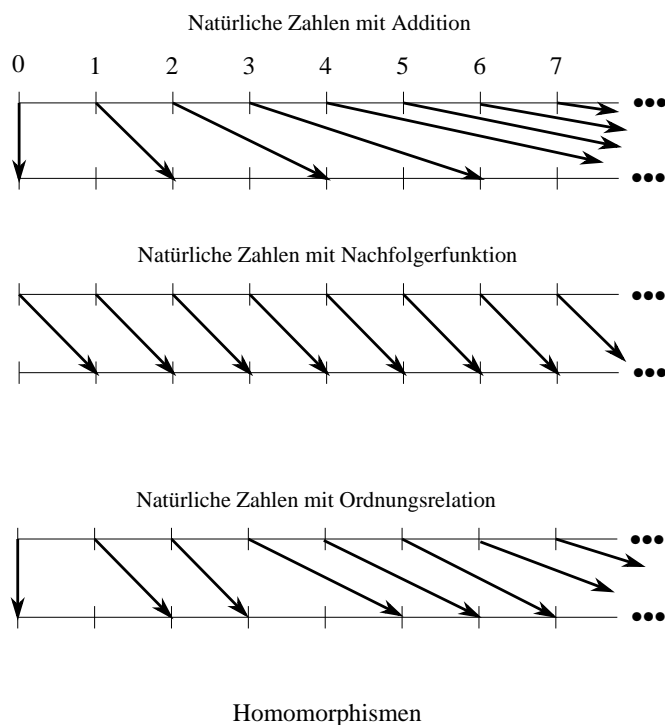 Natürliche Zahlen mit Addition
0 1 2 3 4 5 6 7
Natürliche Zahlen mit Nachfolgerfunktion
Natürliche Zahlen mit Ordnungsrelation
Homomorphismen